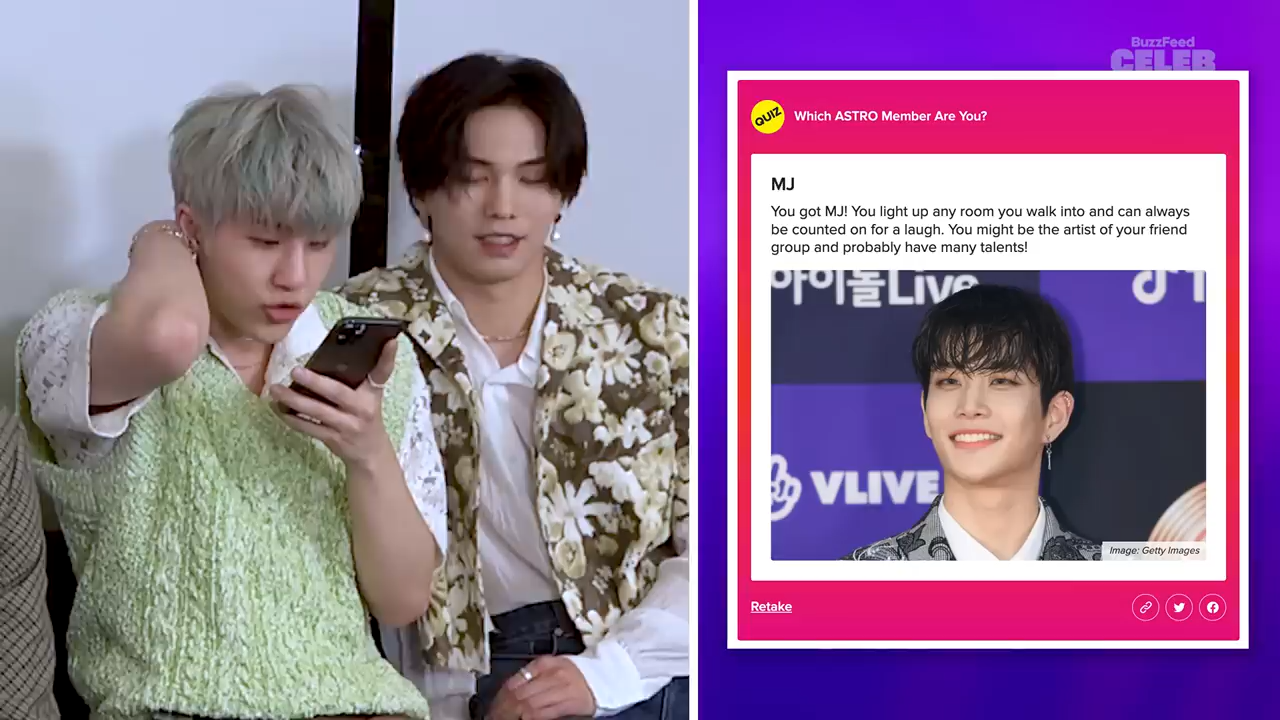 BuzzFeed
CELEB
QUIZ
Which ASTRO Member Are You?
MJ
You got MJ! You light up any room you walk into and can always
be counted on for a laugh. You might be the artist of your friend
group and probably have many talents!
아이돌Live
VLIVE
Image: Getty Images
Retake